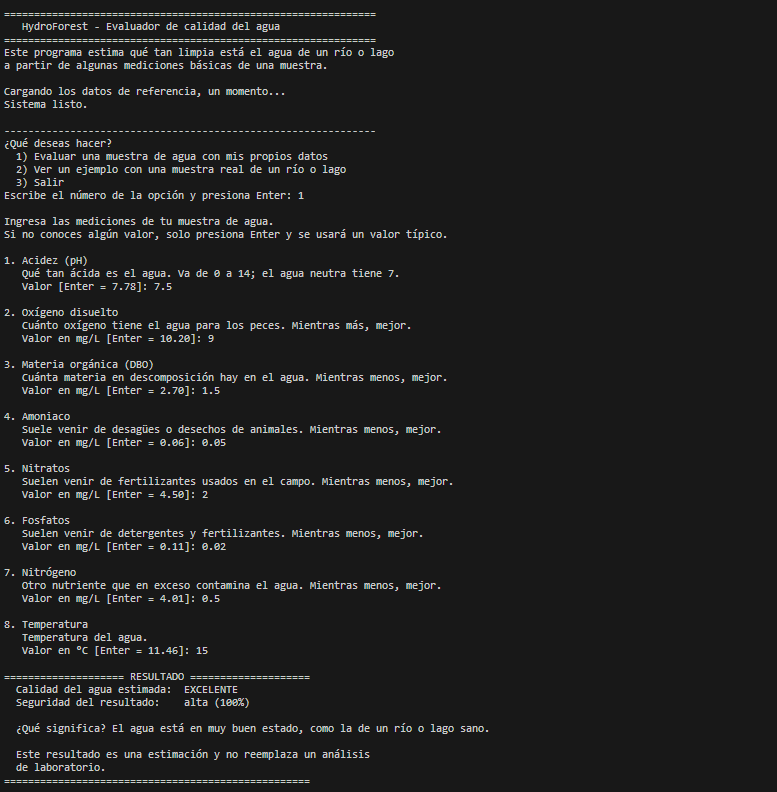 ==============================================================
HydroForest - Evaluador de calidad del agua
==============================================================
Este programa estima qué tan limpia está el agua de un río o lago
a partir de algunas mediciones básicas de una muestra.
Cargando los datos de referencia, un momento...
Sistema listo.
--------------------------------------------------------------
¿Qué deseas hacer?
1) Evaluar una muestra de agua con mis propios datos
2) Ver un ejemplo con una muestra real de un río o lago
3) Salir
Escribe el número de la opción y presiona Enter: 1
Ingresa las mediciones de tu muestra de agua.
Si no conoces algún valor, solo presiona Enter y se usará un valor típico.
1. Acidez (pH)
Qué tan ácida es el agua. Va de 0 a 14; el agua neutra tiene 7.
Valor [Enter = 7.78]: 7.5
2. Oxígeno disuelto
Cuánto oxígeno tiene el agua para los peces. Mientras más, mejor.
Valor en mg/L [Enter = 10.20]: 9
3. Materia orgánica (DBO)
Cuánta materia en descomposición hay en el agua. Mientras menos, mejor.
Valor en mg/L [Enter = 2.70]: 1.5
4. Amoniaco
Suele venir de desagües o desechos de animales. Mientras menos, mejor.
Valor en mg/L [Enter = 0.06]: 0.05
5. Nitratos
Suelen venir de fertilizantes usados en el campo. Mientras menos, mejor.
Valor en mg/L [Enter = 4.50]: 2
6. Fosfatos
Suelen venir de detergentes y fertilizantes. Mientras menos, mejor.
Valor en mg/L [Enter = 0.11]: 0.02
7. Nitrógeno
Otro nutriente que en exceso contamina el agua. Mientras menos, mejor.
Valor en mg/L [Enter = 4.01]: 0.5
8. Temperatura
Temperatura del agua.
Valor en °C [Enter = 11.46]: 15
==================== RESULTADO ====================
Calidad del agua estimada:  EXCELENTE
Seguridad del resultado:    alta (100%)
¿Qué significa? El agua está en muy buen estado, como la de un río o lago sano.
Este resultado es una estimación y no reemplaza un análisis
de laboratorio.
===================================================